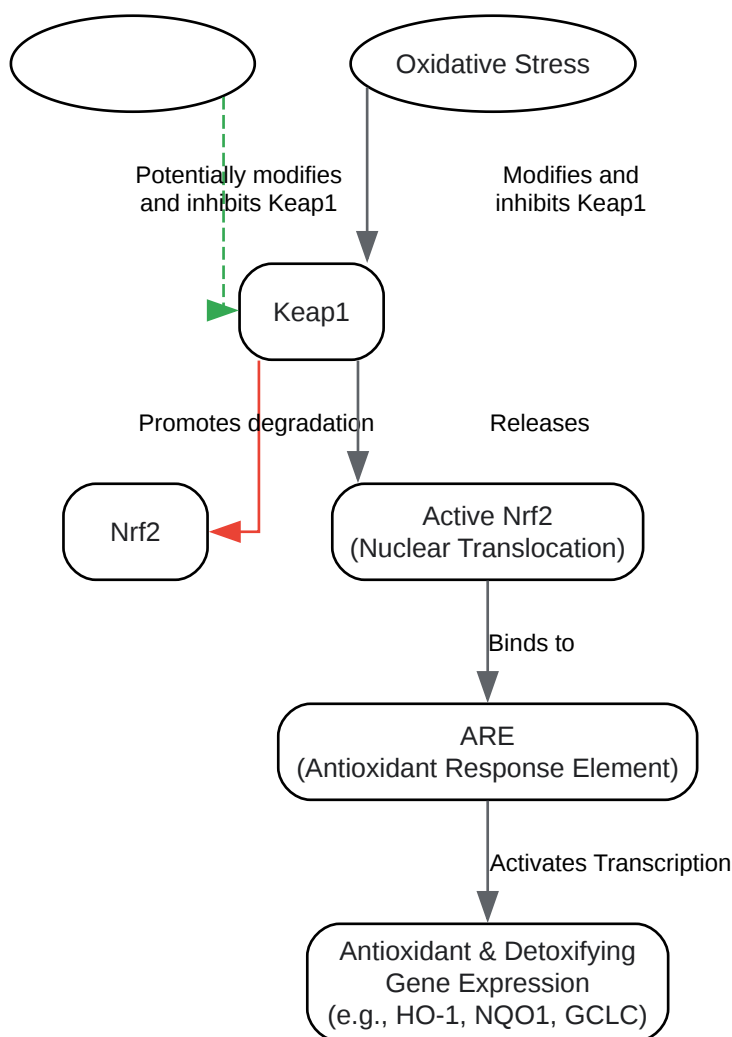 Oxidative Stress
Potentially modifies
and inhibits Keap1
Modifies and
inhibits Keap1
Keap1
Promotes degradation
Releases
Nrf2
Active Nrf2
(Nuclear Translocation)
Binds to
ARE
(Antioxidant Response Element)
Activates Transcription
Antioxidant & Detoxifying
Gene Expression
(e.g., HO-1, NQO1, GCLC)